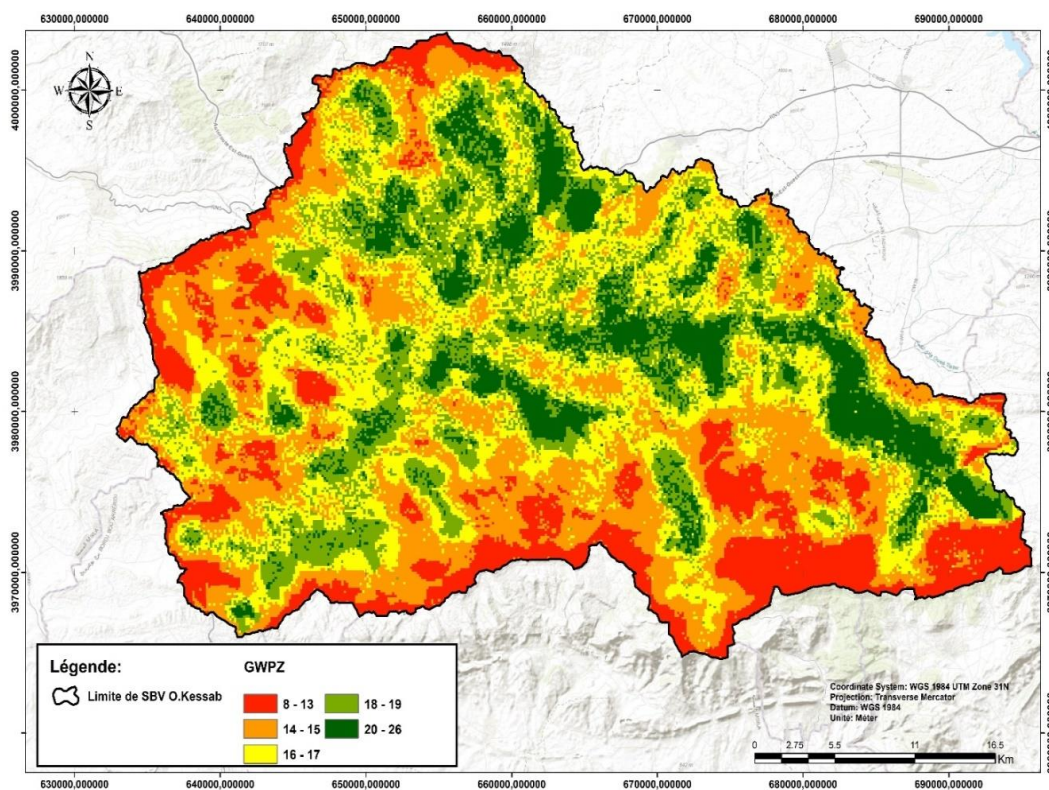 630000,000000 640000,000000 650000,000000 660000,000000 670000,000000 680000,000000 690000,000000
N
W E
S
4000000,000000
3990000,000000
3980000,000000
3970000,000000
Légende:
GWPZ
Limite de SBV O.Kessab
8 - 13
14 - 15
16 - 17
18 - 19
20 - 26
Coordinate System: WGS 1984 UTM Zone 31N
Projection: Transverse Mercator
Datum: WGS 1984
Unité: Méter
0 2.75 5.5 11 16.5
Km
630000,000000 640000,000000 650000,000000 660000,000000 670000,000000 680000,000000 690000,000000